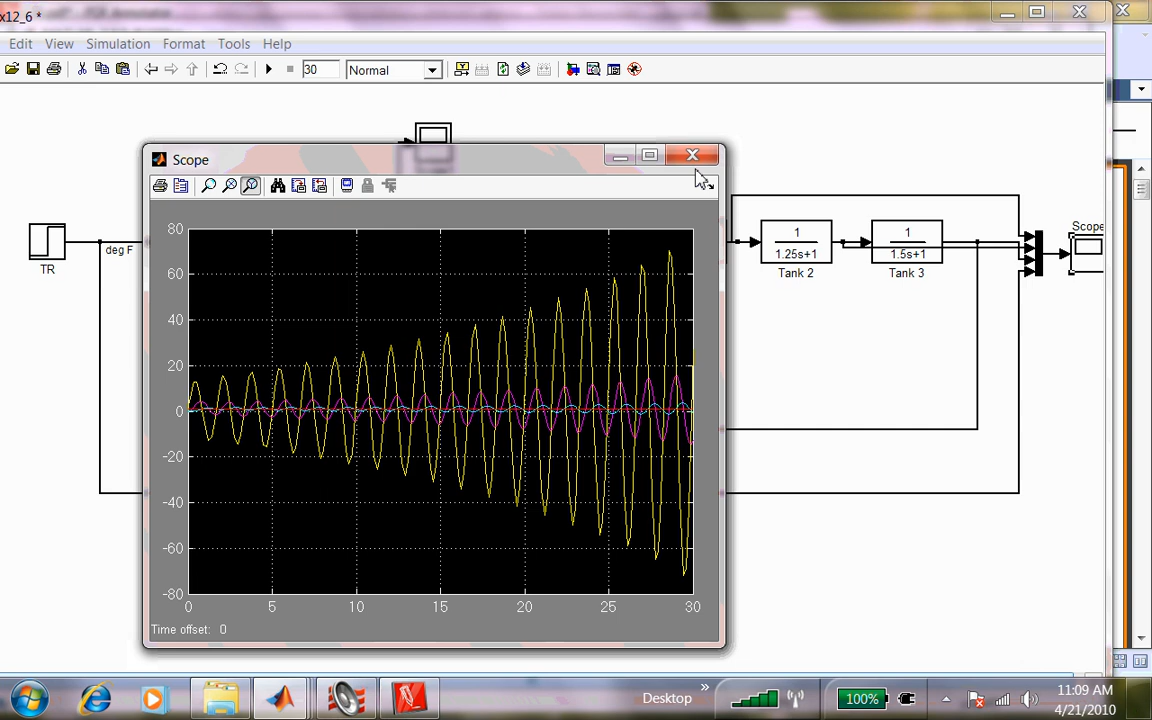 x12_6 *
Edit View Simulation Format Tools Help
30 Normal
Scope
TR
deg F
1
1.25s+1
Tank 2
1
1.5s+1
Tank 3
Scope
80
60
40
20
0
-20
-40
-60
-80
0 5 10 15 20 25 30
Time offset: 0
Desktop »
100%
11:09 AM
4/21/2010